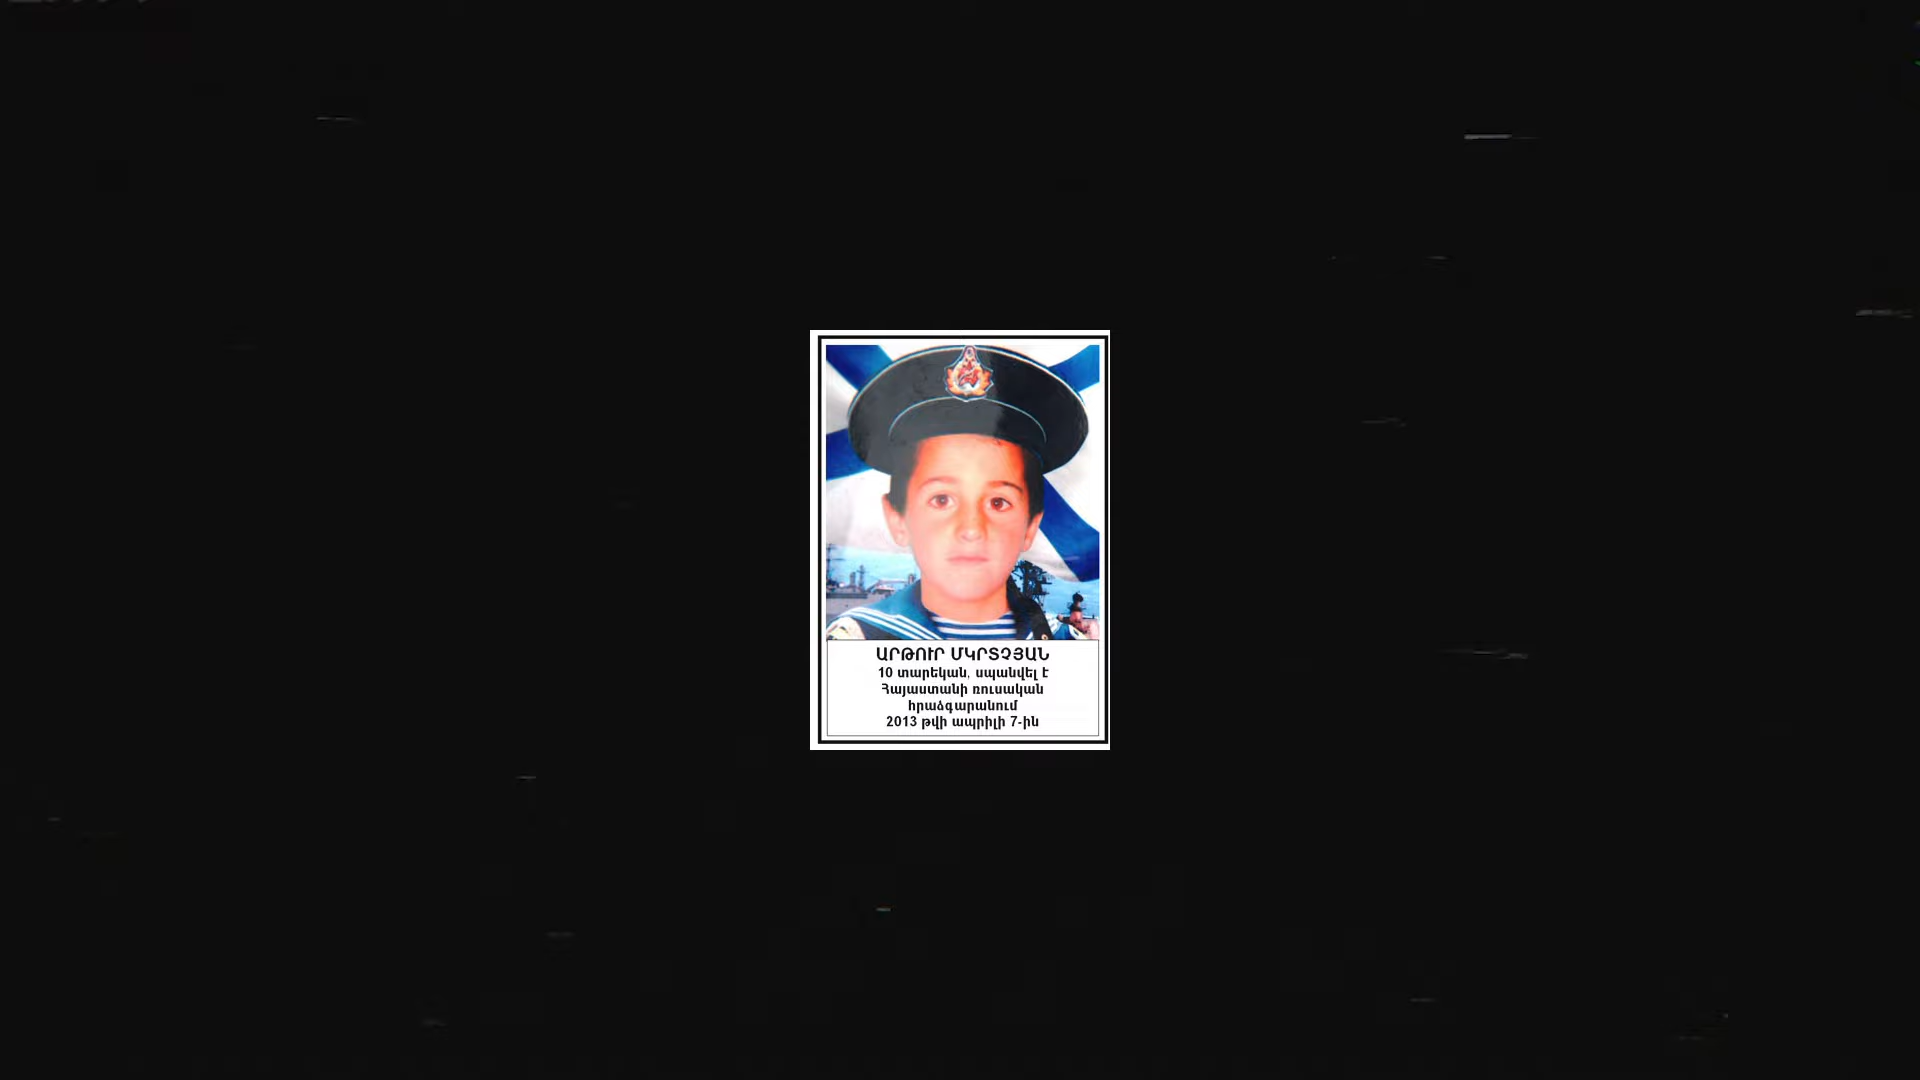 ԱՐԹՈՒՐ ՄԿՐՏՉՅԱՆ
10 տարեկան, սպանվել է
Հայաստանի ռուսական
հրաձգարանում
2013 թվի ապրիլի 7-ին